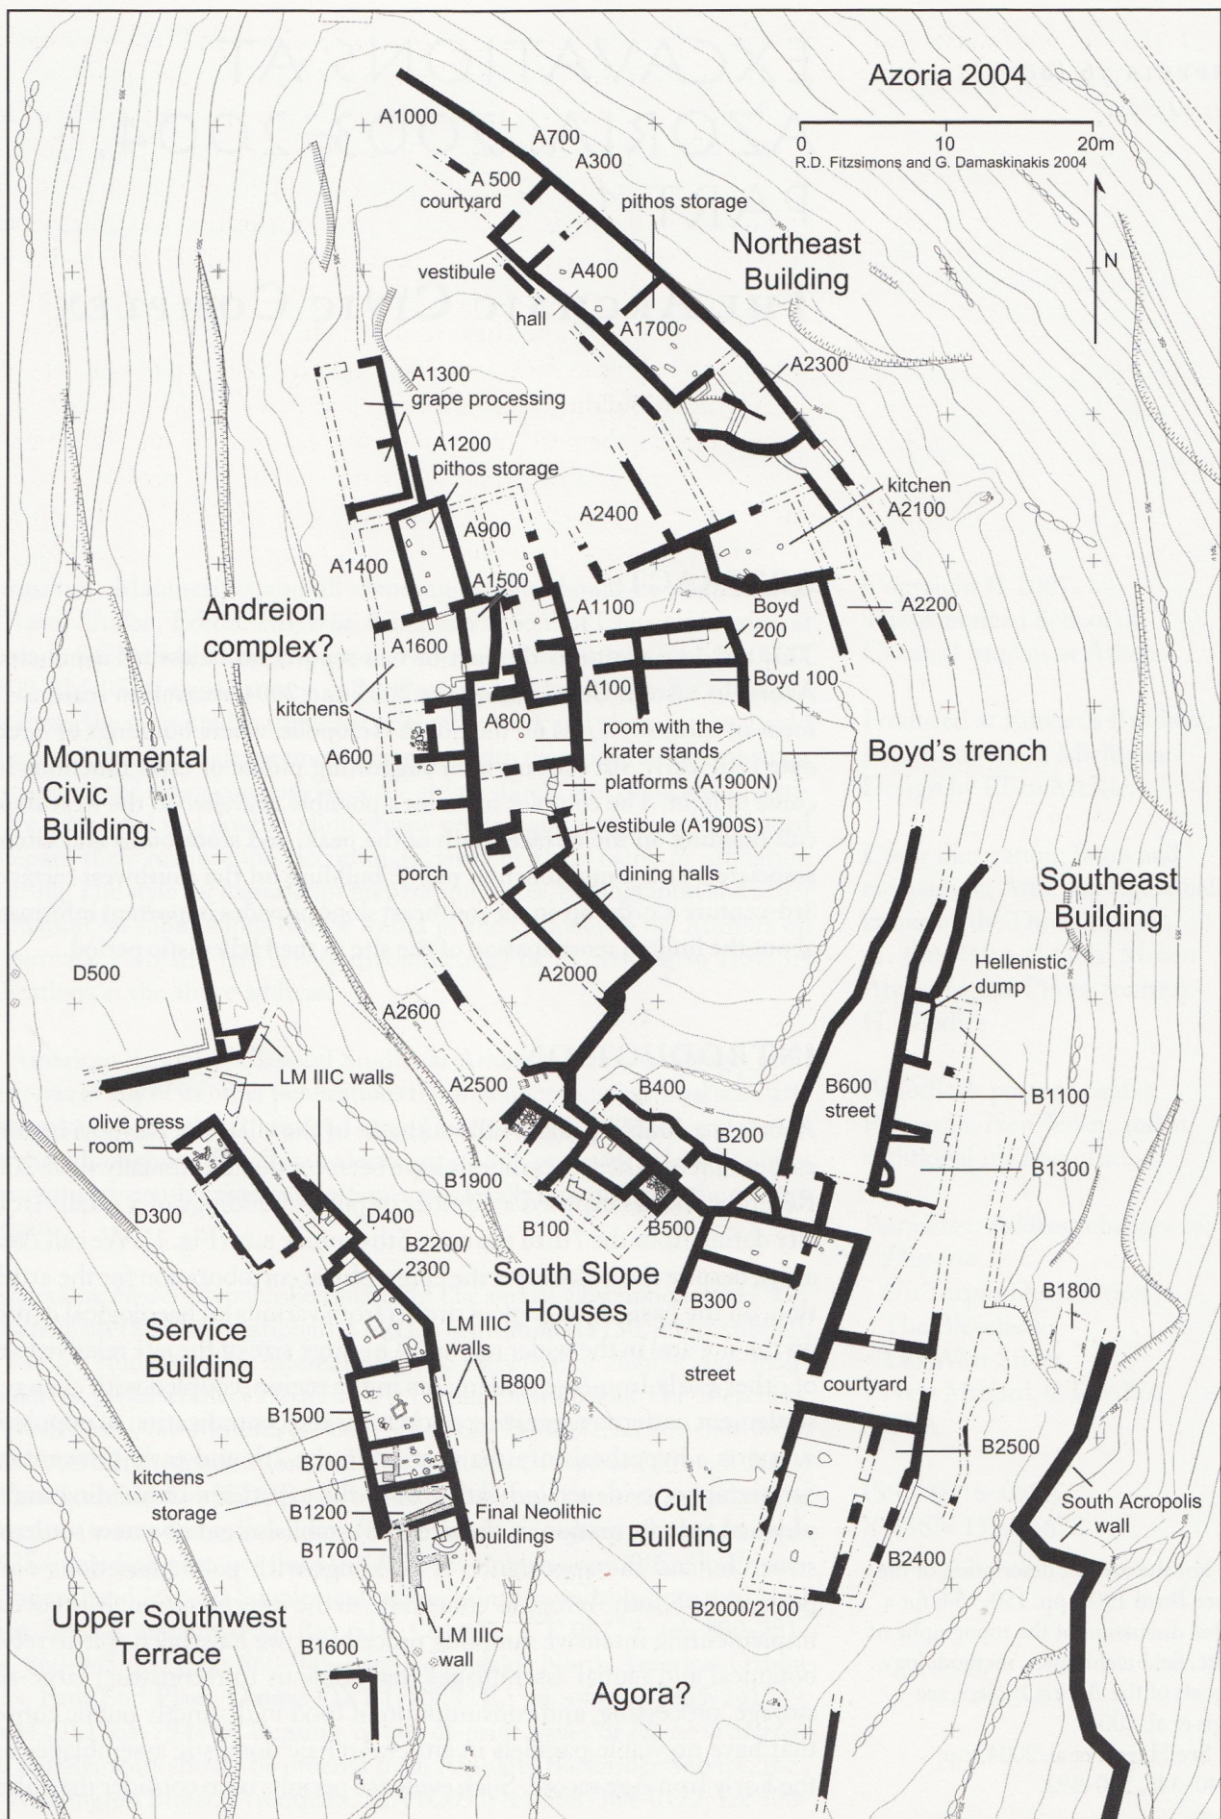 Azoria 2004
0 10 20m
R.D. Fitzsimons and G. Damaskinakis 2004
N
A1000
A700
A300
A 500
courtyard
pithos storage
Northeast
Building
vestibule
A400
hall
A1700
A2300
A1300
grape processing
A1200
pithos storage
kitchen
A2100
A900
A2400
A1400
A1500
Andreion
complex?
A1100
Boyd
200
A2200
A1600
A100
Boyd 100
kitchens
A800
room with the
krater stands
Boyd's trench
A600
Monumental
Civic
Building
platforms (A1900N)
vestibule (A1900S)
porch
dining halls
Southeast
Building
D500
A2000
Hellenistic
dump
A2600
LM IIIC walls
A2500
B400
B600
street
B1100
olive press
room
B200
B1300
B1900
D300
D400
B100
B500
B2200/
2300
South Slope
Houses
B300
B1800
Service
Building
LM IIIC
walls
B800
street
courtyard
B1500
B2500
kitchens
B700
storage
B1200
Final Neolithic
buildings
Cult
Building
South Acropolis
wall
B1700
B2400
B2000/2100
Upper Southwest
Terrace
B1600
LM IIIC
wall
Agora?